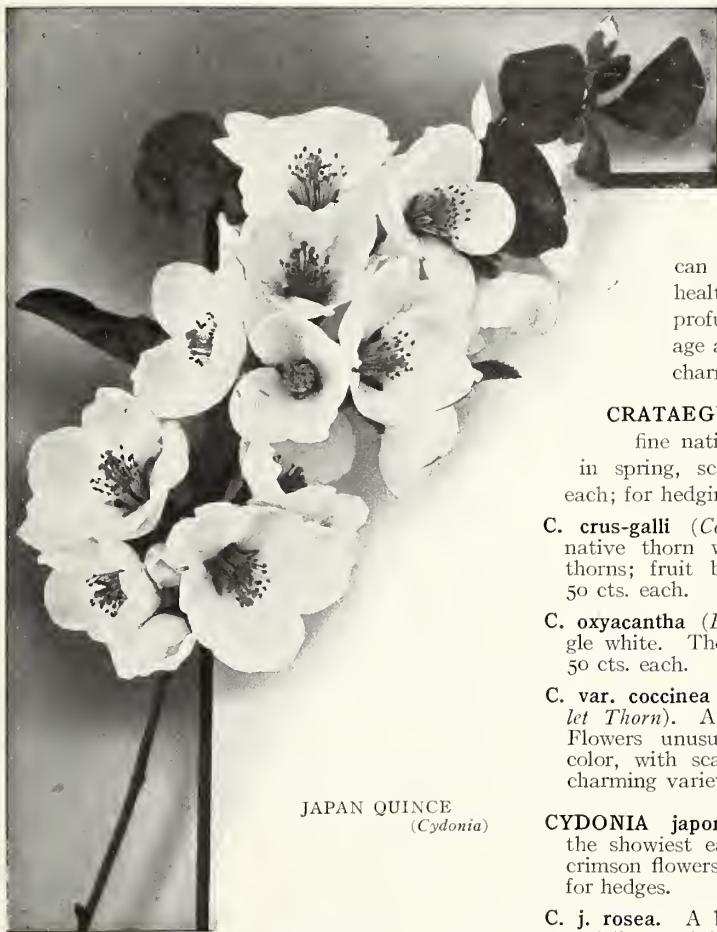 can
healt
profu
age a
charn
CRATAEGU
fine nati
in spring, sc
each; for hedgin
C. crus-galli (Co
native thorn w
thorns; fruit b
50 cts. each.
C. oxyacantha (
gle white. The
50 cts. each.
C. var. coccinea
let Thorn). A
Flowers unusu
color, with sca
charming variet
JAPAN QUINCE
(Cydonia)
CYDONIA japon
the showiest ea
crimson flowers
for hedges.
C. j. rosea. A l